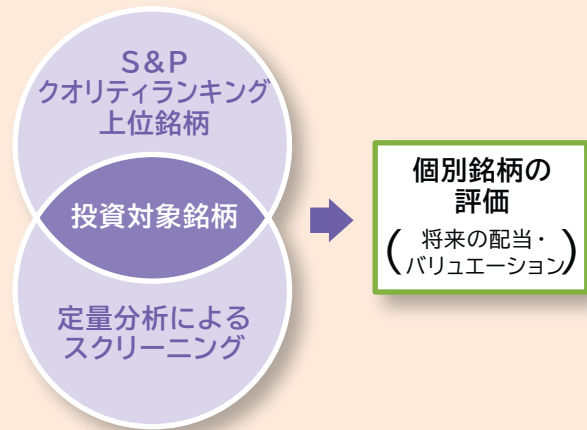 S&P
クオリティランキング
上位銘柄
投資対象銘柄
定量分析による
スクリーニング
個別銘柄の
評価
(将来の配当・
バリュエーション)